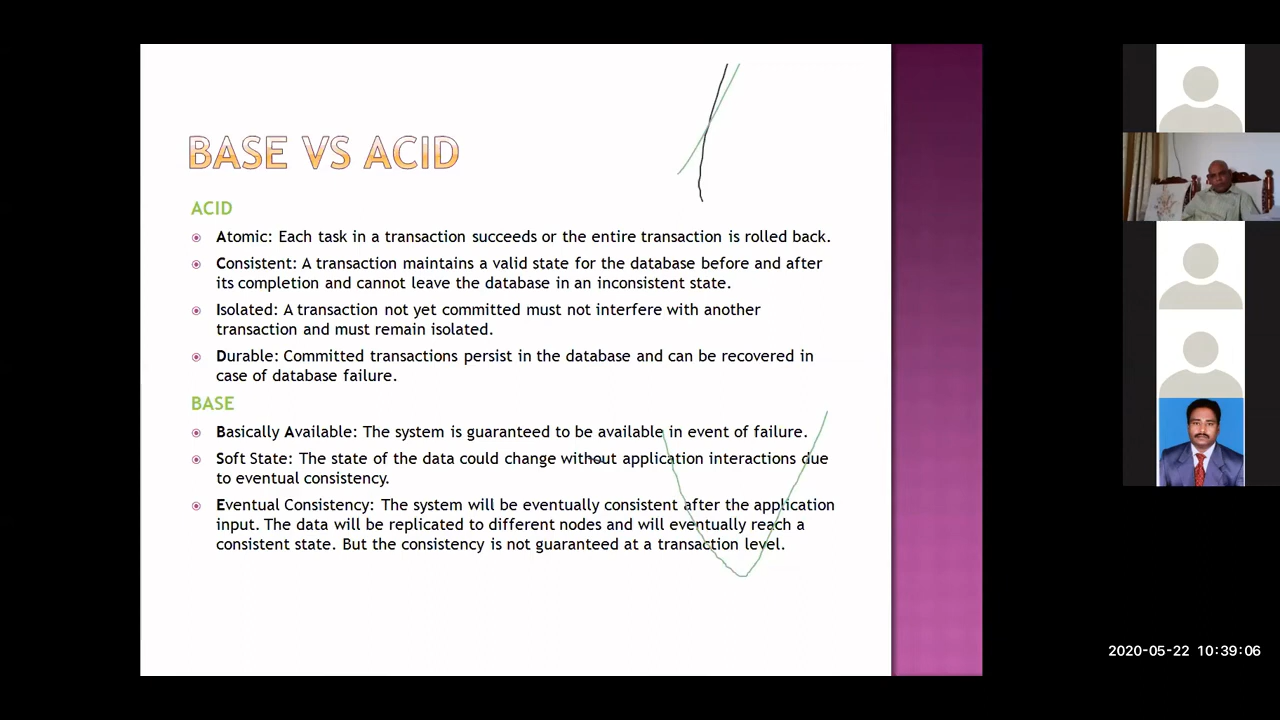 BASE VS ACID
ACID
Atomic: Each task in a transaction succeeds or the entire transaction is rolled back.
Consistent: A transaction maintains a valid state for the database before and after
its completion and cannot leave the database in an inconsistent state.
Isolated: A transaction not yet committed must not interfere with another
transaction and must remain isolated.
Durable: Committed transactions persist in the database and can be recovered in
case of database failure.
BASE
Basically Available: The system is guaranteed to be available in event of failure.
Soft State: The state of the data could change without application interactions due
to eventual consistency.
Eventual Consistency: The system will be eventually consistent after the application
input. The data will be replicated to different nodes and will eventually reach a
consistent state. But the consistency is not guaranteed at a transaction level.
2020-05-22 10:39:06